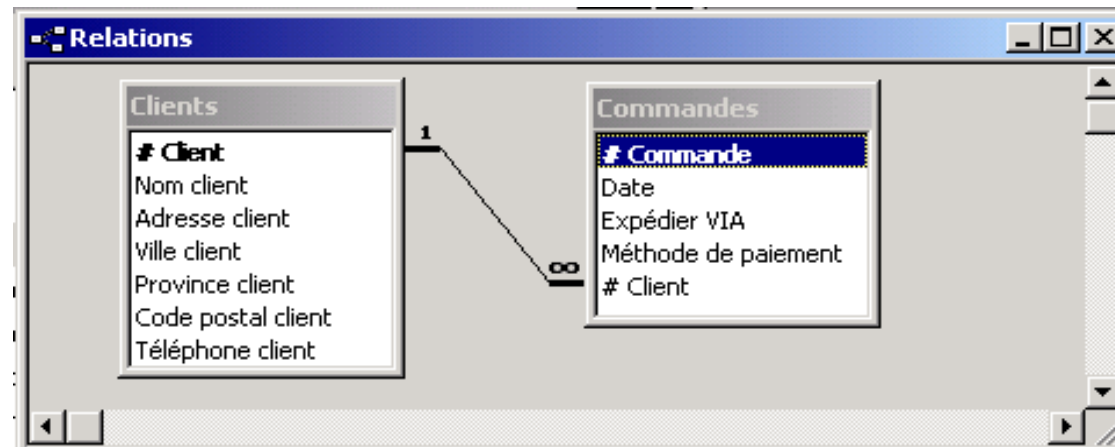 Relations
Clients
# Client
Nom client
Adresse client
Ville client
Province client
Code postal client
Téléphone client
1
∞
Commandes
# Commande
Date
Expédier VIA
Méthode de paiement
# Client